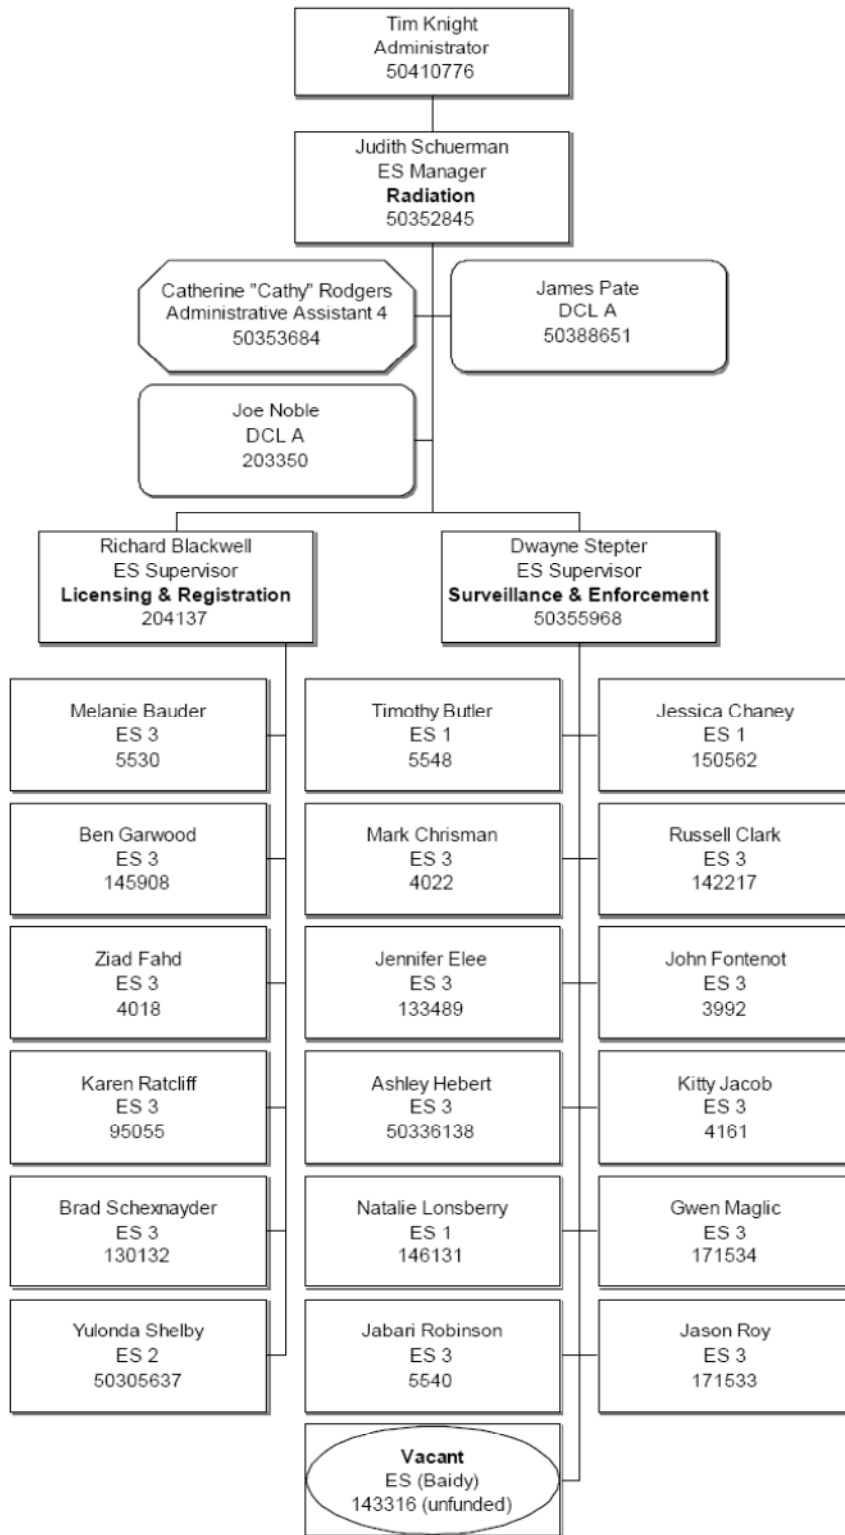 Tim Knight
Administrator
50410776
Judith Schuerman
ES Manager
Radiation
50352845
Catherine "Cathy" Rodgers
Administrative Assistant 4
50353684
James Pate
DCL A
50388651
Joe Noble
DCL A
203350
Richard Blackwell
ES Supervisor
Licensing & Registration
204137
Dwayne Stepter
ES Supervisor
Surveillance & Enforcement
50355968
Melanie Bauder
ES 3
5530
Timothy Butler
ES 1
5548
Jessica Chaney
ES 1
150562
Ben Garwood
ES 3
145908
Mark Chrisman
ES 3
4022
Russell Clark
ES 3
142217
Ziad Fahd
ES 3
4018
Jennifer Elee
ES 3
133489
John Fontenot
ES 3
3992
Karen Ratcliff
ES 3
95055
Ashley Hebert
ES 3
50336138
Kitty Jacob
ES 3
4161
Brad Schexnayder
ES 3
130132
Natalie Lonsberry
ES 1
146131
Gwen Maglic
ES 3
171534
Yulonda Shelby
ES 2
50305637
Jabari Robinson
ES 3
5540
Jason Roy
ES 3
171533
Vacant
ES (Baidy)
143316 (unfunded)